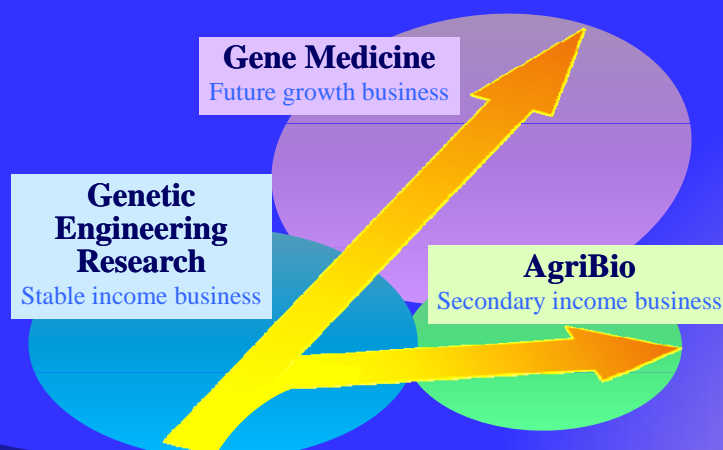 Gene Medicine
Future growth business
Genetic
Engineering
Research
Stable income business
AgriBio
Secondary income business